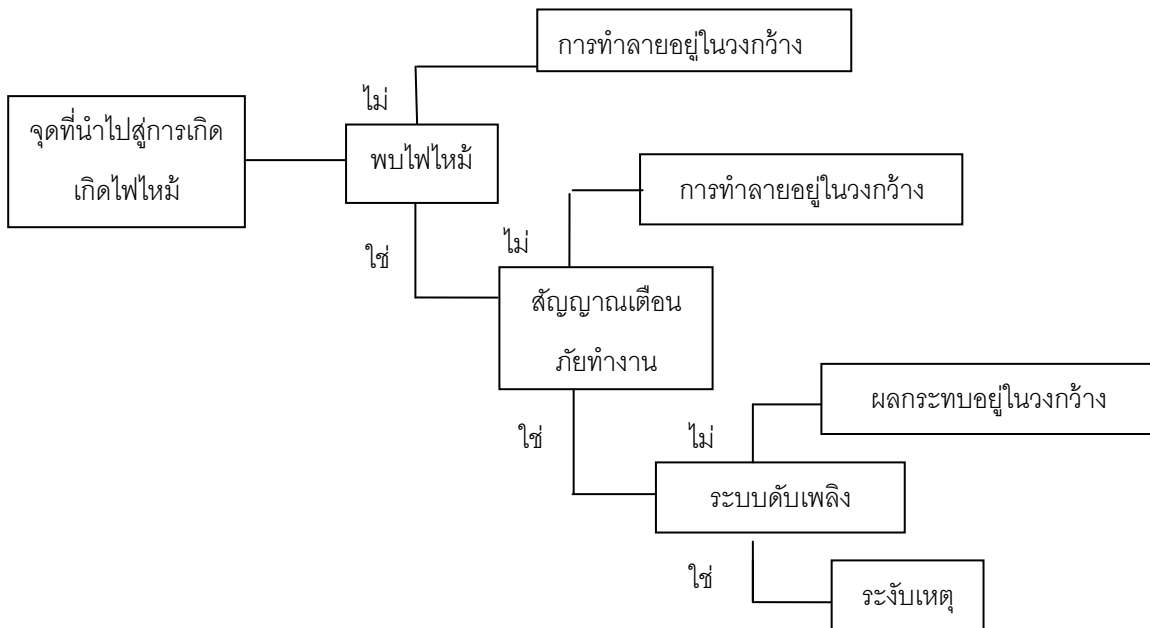 การทำลายอยู่ในวงกว้าง
ไม่
จุดที่นำไปสู่การเกิด
เกิดไฟไหม้
พบไฟไหม้
การทำลายอยู่ในวงกว้าง
ไม่
ใช่
สัญญาณเตือน
ภัยทำงาน
ผลกระทบอยู่ในวงกว้าง
ไม่
ใช่
ระบบดับเพลิง
ใช่
ระงับเหตุ